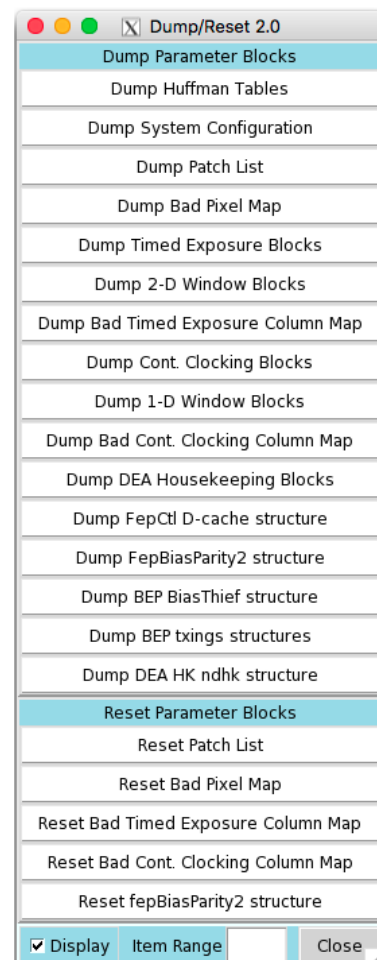 Dump/Reset 2.0
Dump Parameter Blocks
Dump Huffman Tables
Dump System Configuration
Dump Patch List
Dump Bad Pixel Map
Dump Timed Exposure Blocks
Dump 2-D Window Blocks
Dump Bad Timed Exposure Column Map
Dump Cont. Clocking Blocks
Dump 1-D Window Blocks
Dump Bad Cont. Clocking Column Map
Dump DEA Housekeeping Blocks
Dump FepCtl D-cache structure
Dump FepBiasParity2 structure
Dump BEP BiasThief structure
Dump BEP txings structures
Dump DEA HK ndhk structure
Reset Parameter Blocks
Reset Patch List
Reset Bad Pixel Map
Reset Bad Timed Exposure Column Map
Reset Bad Cont. Clocking Column Map
Reset fepBiasParity2 structure
Display Item Range Close